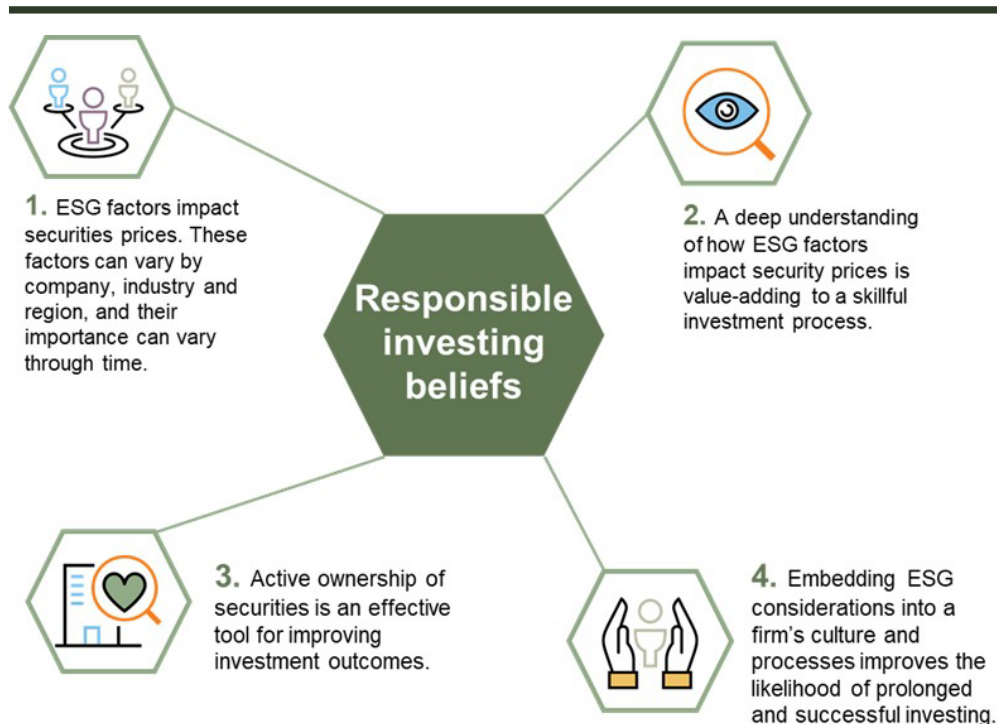 1. ESG factors impact
securities prices. These
factors can vary by
company, industry and
region, and their
importance can vary
through time.
2. A deep understanding
of how ESG factors
impact security prices is
value-adding to a skillful
investment process.
Responsible
investing
beliefs
3. Active ownership of
securities is an effective
tool for improving
investment outcomes.
4. Embedding ESG
considerations into a
firm's culture and
processes improves the
likelihood of prolonged
and successful investing.